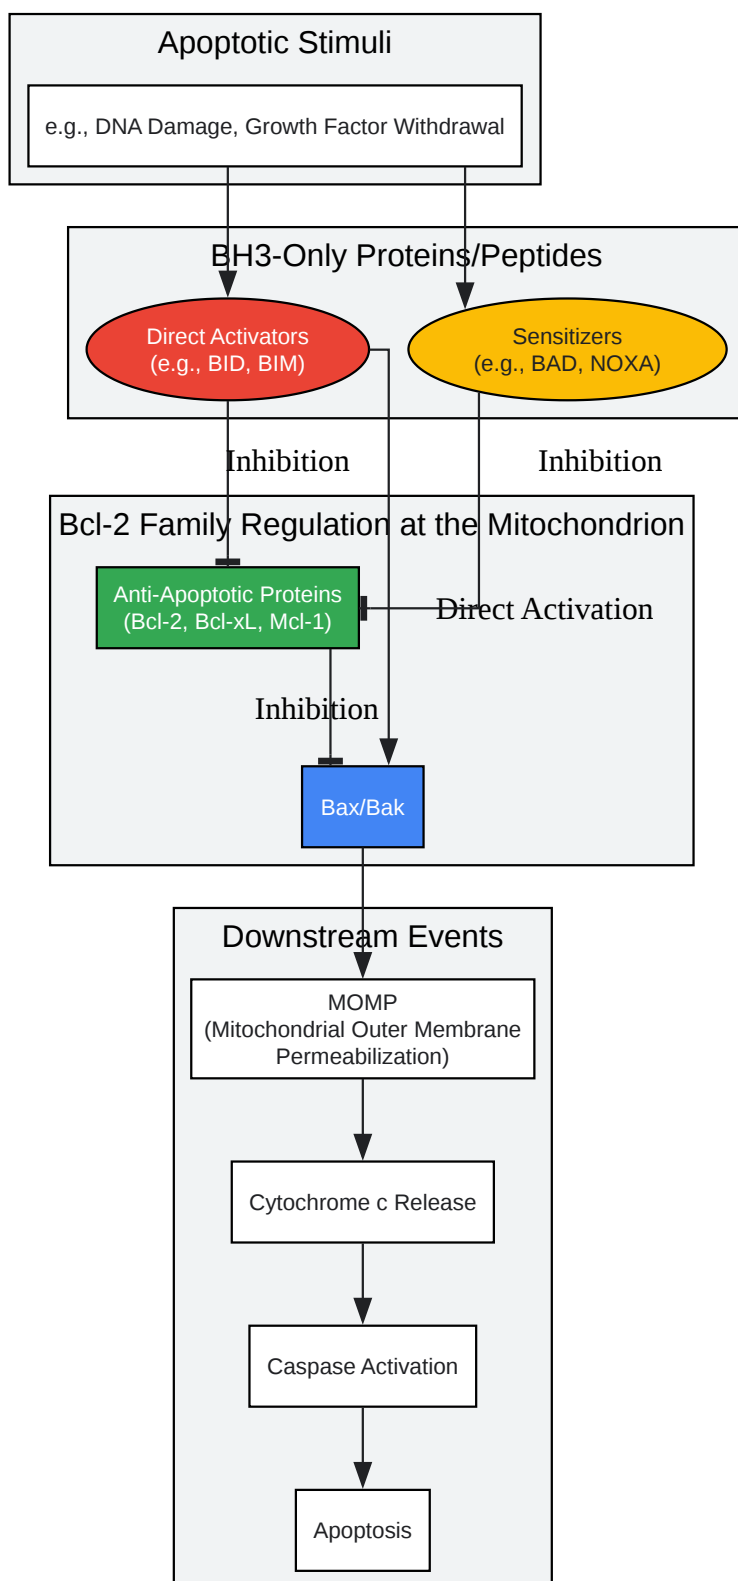 Apoptotic Stimuli
e.g., DNA Damage, Growth Factor Withdrawal
BH3-Only Proteins/Peptides
Direct Activators
(e.g., BID, BIM)
Sensitizers
(e.g., BAD, NOXA)
Inhibition
Inhibition
Bcl-2 Family Regulation at the Mitochondrion
Anti-Apoptotic Proteins
(Bcl-2, Bcl-xL, Mcl-1)
Direct Activation
Inhibition
Bax/Bak
Downstream Events
MOMP
(Mitochondrial Outer Membrane
Permeabilization)
Cytochrome c Release
Caspase Activation
Apoptosis